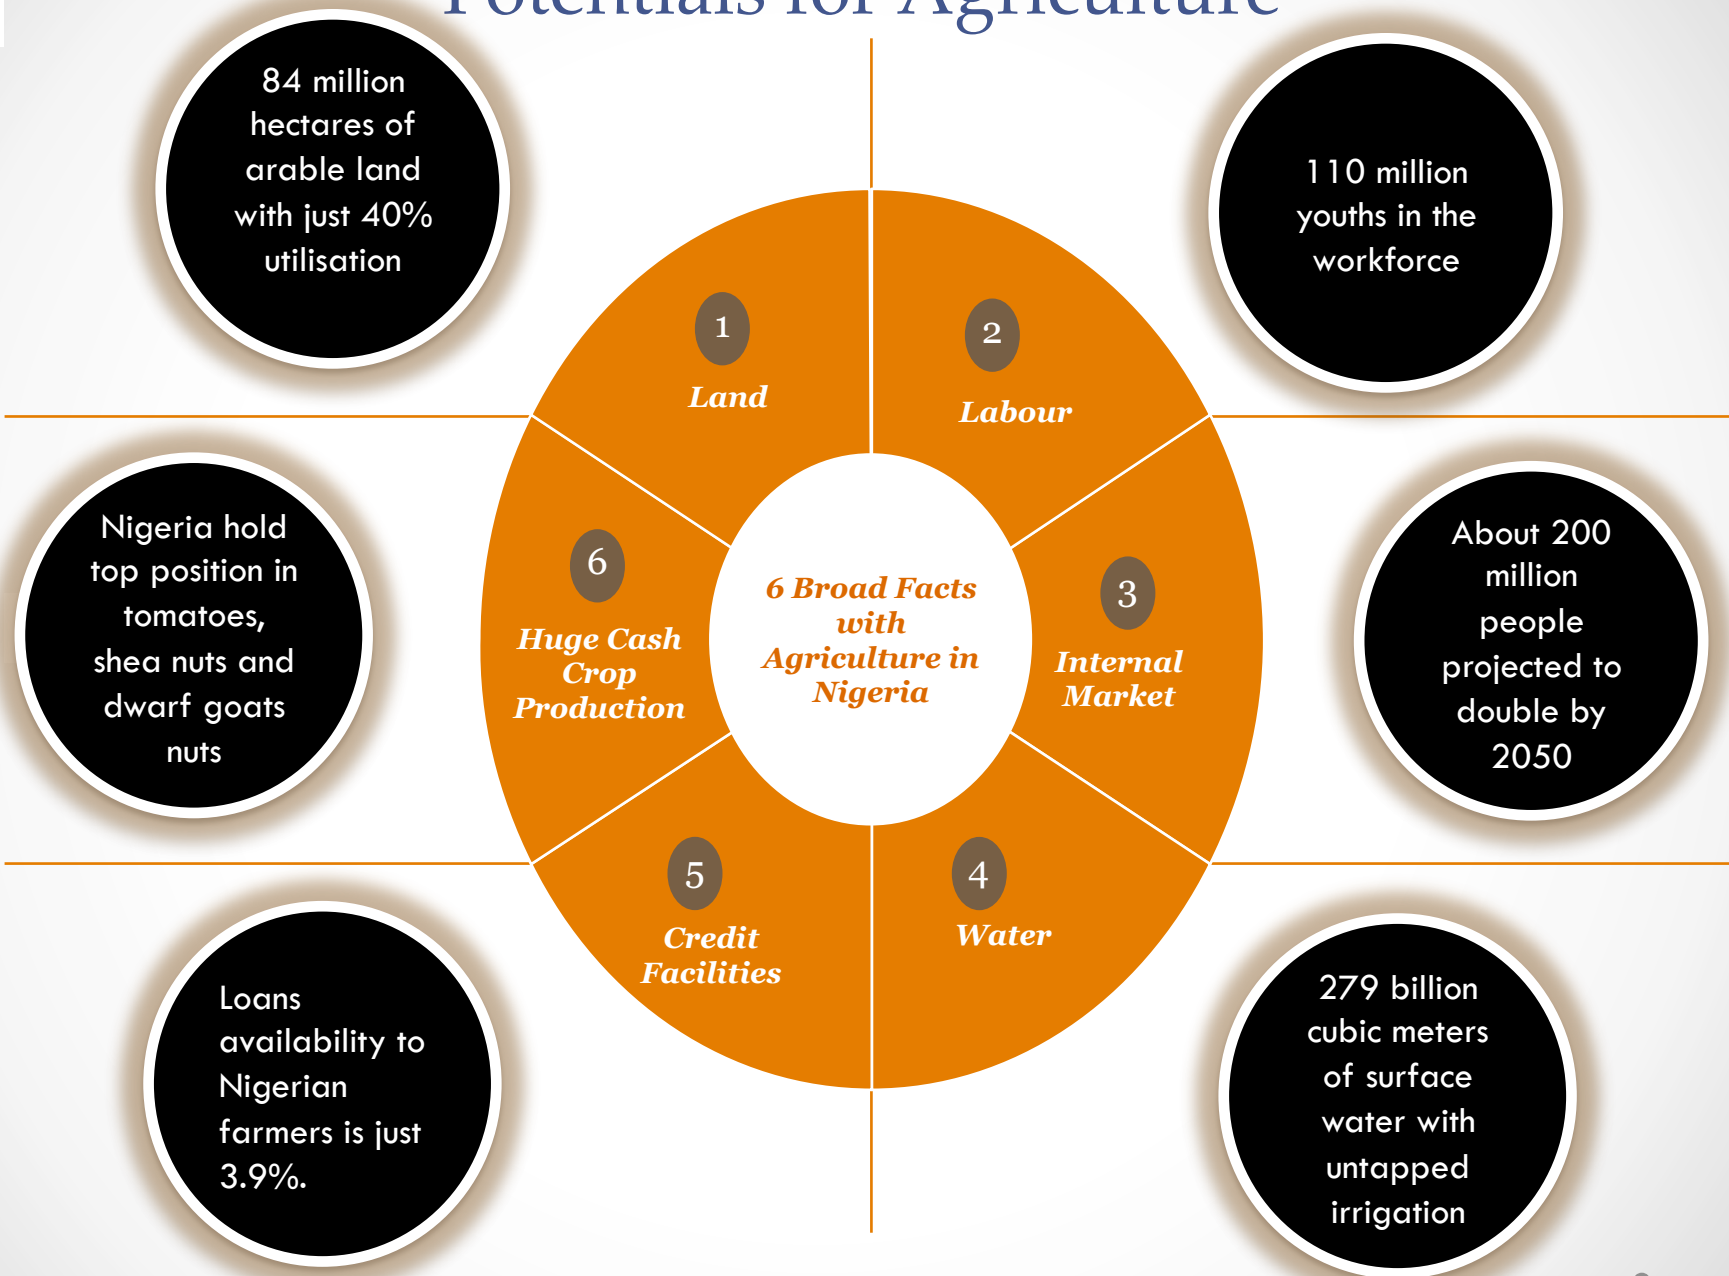 Potentials for Agriculture
84 million
hectares of
arable land
with just 40%
utilisation
110 million
youths in the
workforce
1
Land
2
Labour
Nigeria hold
top position in
tomatoes,
shea nuts and
dwarf goats
nuts
6
Huge Cash
Crop
Production
6 Broad Facts
with
Agriculture in
Nigeria
3
Internal
Market
About 200
million
people
projected to
double by
2050
5
Credit
Facilities
4
Water
Loans
availability to
Nigerian
farmers is just
3.9%.
279 billion
cubic meters
of surface
water with
untapped
irrigation